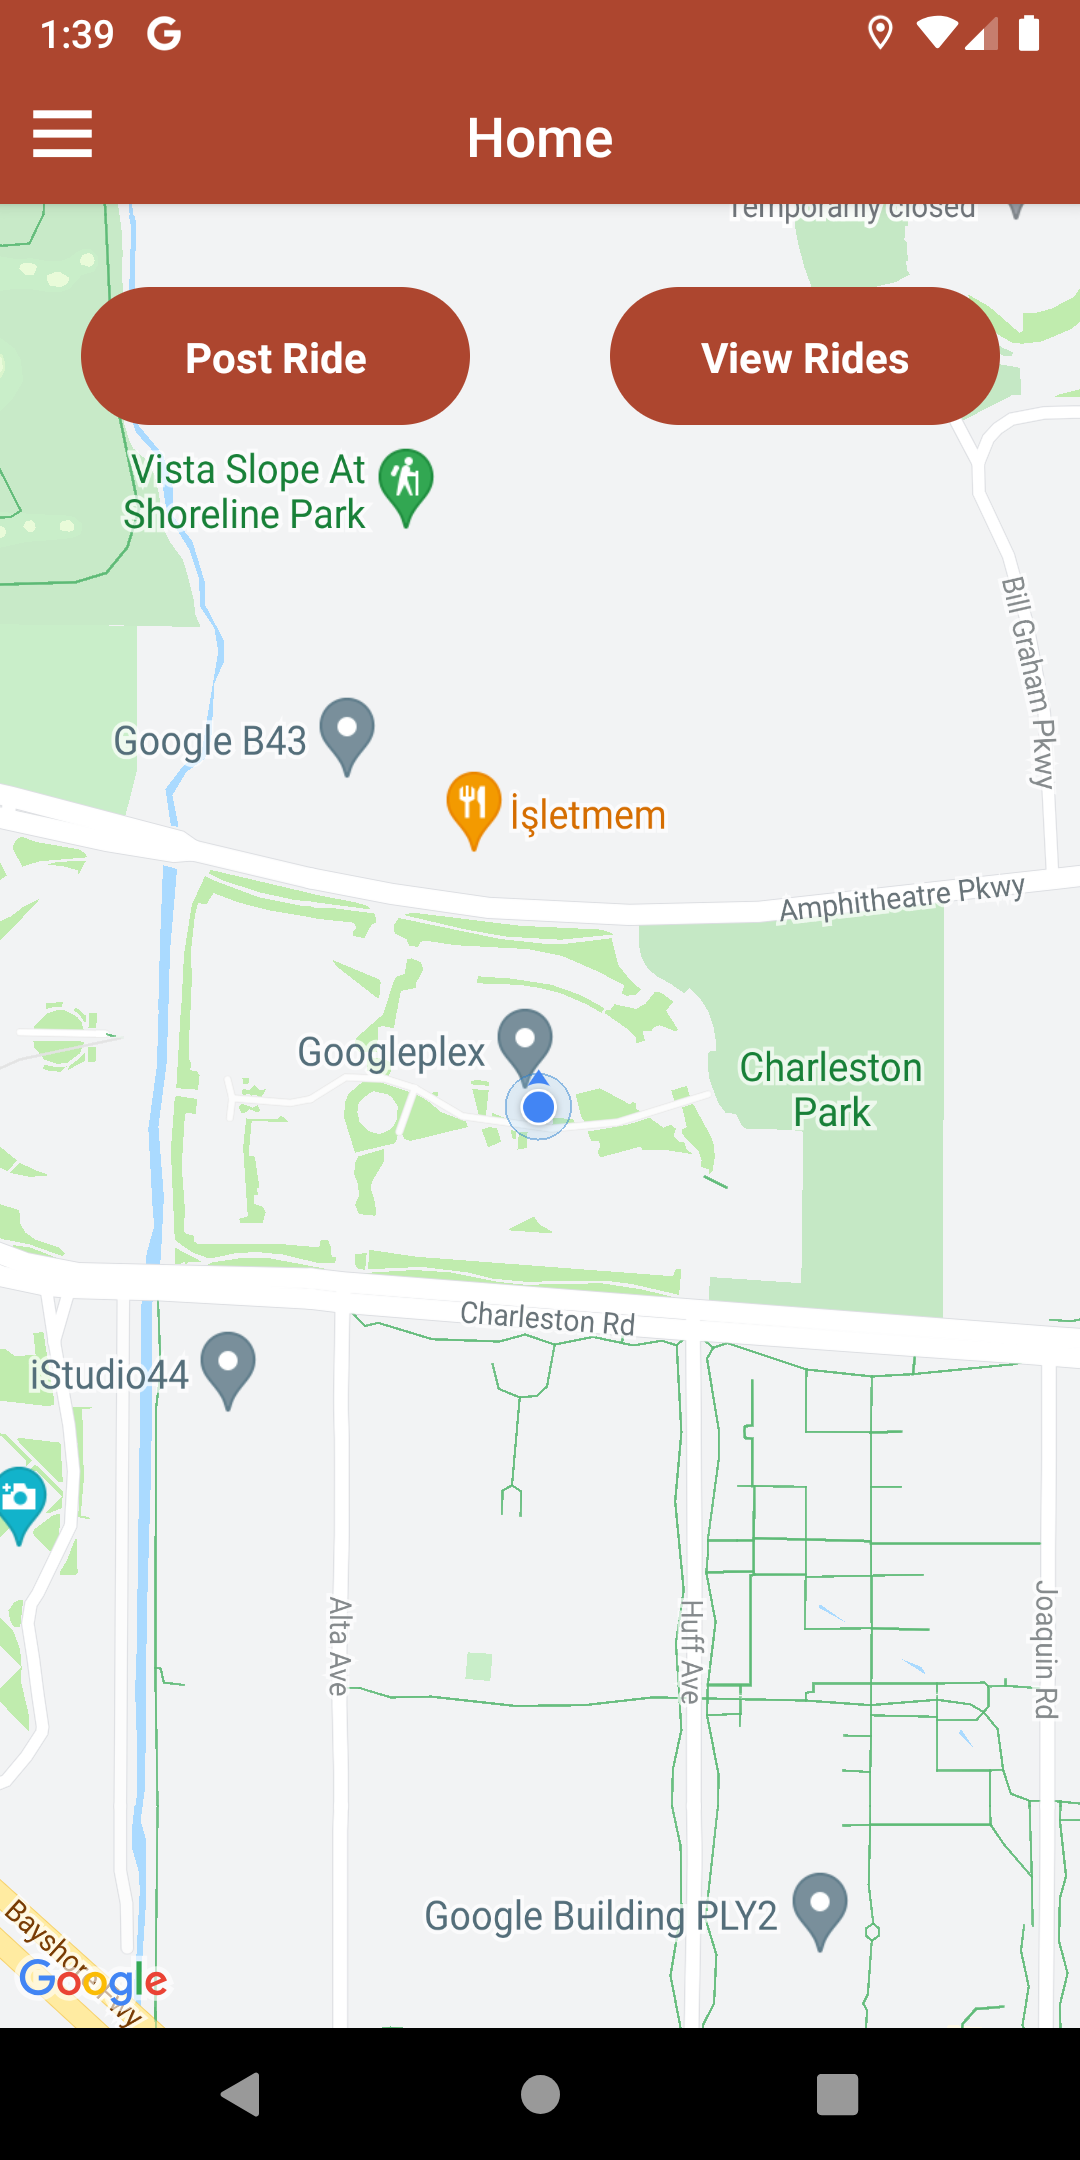 1:39
Home
Temporarily closed
Post Ride
View Rides
Vista Slope At
Shoreline Park
Bill Graham Pkwy
Google B43
İşletmem
Amphitheatre Pkwy
Googleplex
Charleston
Park
Charleston Rd
iStudio44
Alta Ave
Huff Ave
Joaquin Rd
Google Building PLY2
Bayshore Fwy
Google